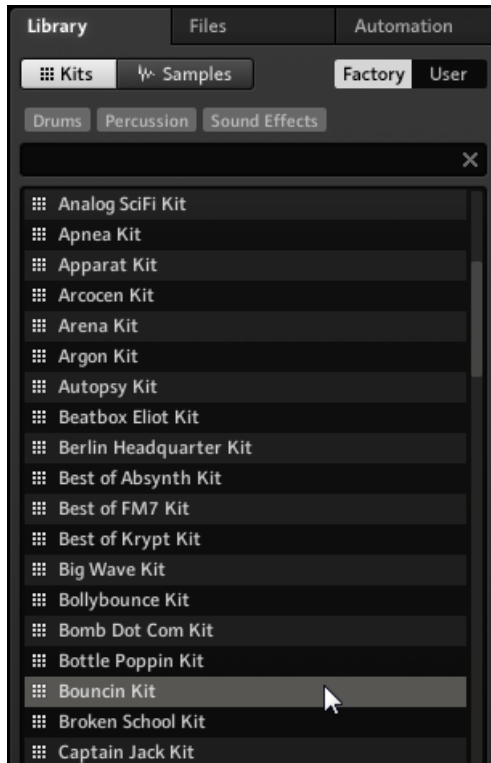 Library Files Automation
Kits Samples Factory User
Drums Percussion Sound Effects
Analog SciFi Kit
Apnea Kit
Apparat Kit
Arcocen Kit
Arena Kit
Argon Kit
Autopsy Kit
Beatbox Eliot Kit
Berlin Headquarter Kit
Best of Absynth Kit
Best of FM7 Kit
Best of Krypt Kit
Big Wave Kit
Bollybounce Kit
Bomb Dot Com Kit
Bottle Poppin Kit
Bouncin Kit
Broken School Kit
Captain Jack Kit